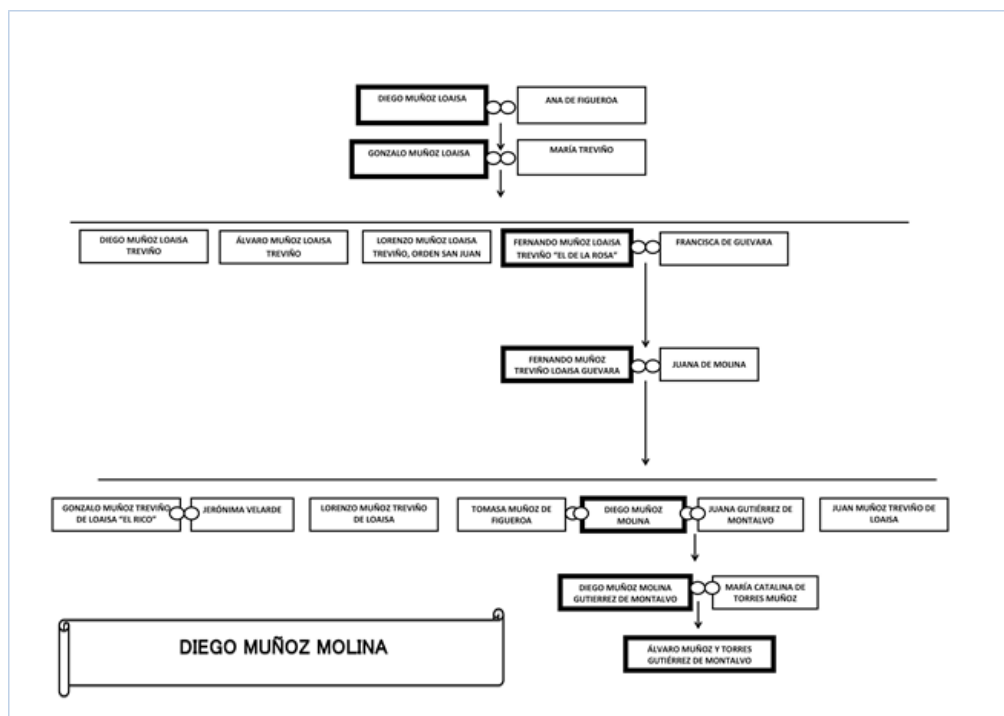 DIEGO MUÑOZ LOAISA
ANA DE FIGUEROA
GONZALO MUÑOZ LOAISA
MARÍA TREVIÑO
DIEGO MUÑOZ LOAISA
TREVIÑO
ÁLVARO MUÑOZ LOAISA
TREVIÑO
LORENZO MUÑOZ LOAISA
TREVIÑO, ORDEN SAN JUAN
FERNANDO MUÑOZ LOAISA
TREVIÑO "EL DE LA ROSA"
FRANCISCA DE GUEVARA
FERNANDO MUÑOZ
TREVIÑO LOAISA GUEVARA
JUANA DE MOLINA
GONZALO MUÑOZ TREVIÑO
DE LOAISA "EL RICO"
JERÓNIMA VELARDE
LORENZO MUÑOZ TREVIÑO
DE LOAISA
TOMASA MUÑOZ DE
FIGUEROA
DIEGO MUÑOZ
MOLINA
JUANA GUTIÉRREZ DE
MONTALVO
JUAN MUÑOZ TREVIÑO DE
LOAISA
DIEGO MUÑOZ MOLINA
GUTIERREZ DE MONTALVO
MARÍA CATALINA DE
TORRES MUÑOZ
ÁLVARO MUÑOZ Y TORRES
GUTIÉRREZ DE MONTALVO
DIEGO MUÑOZ MOLINA